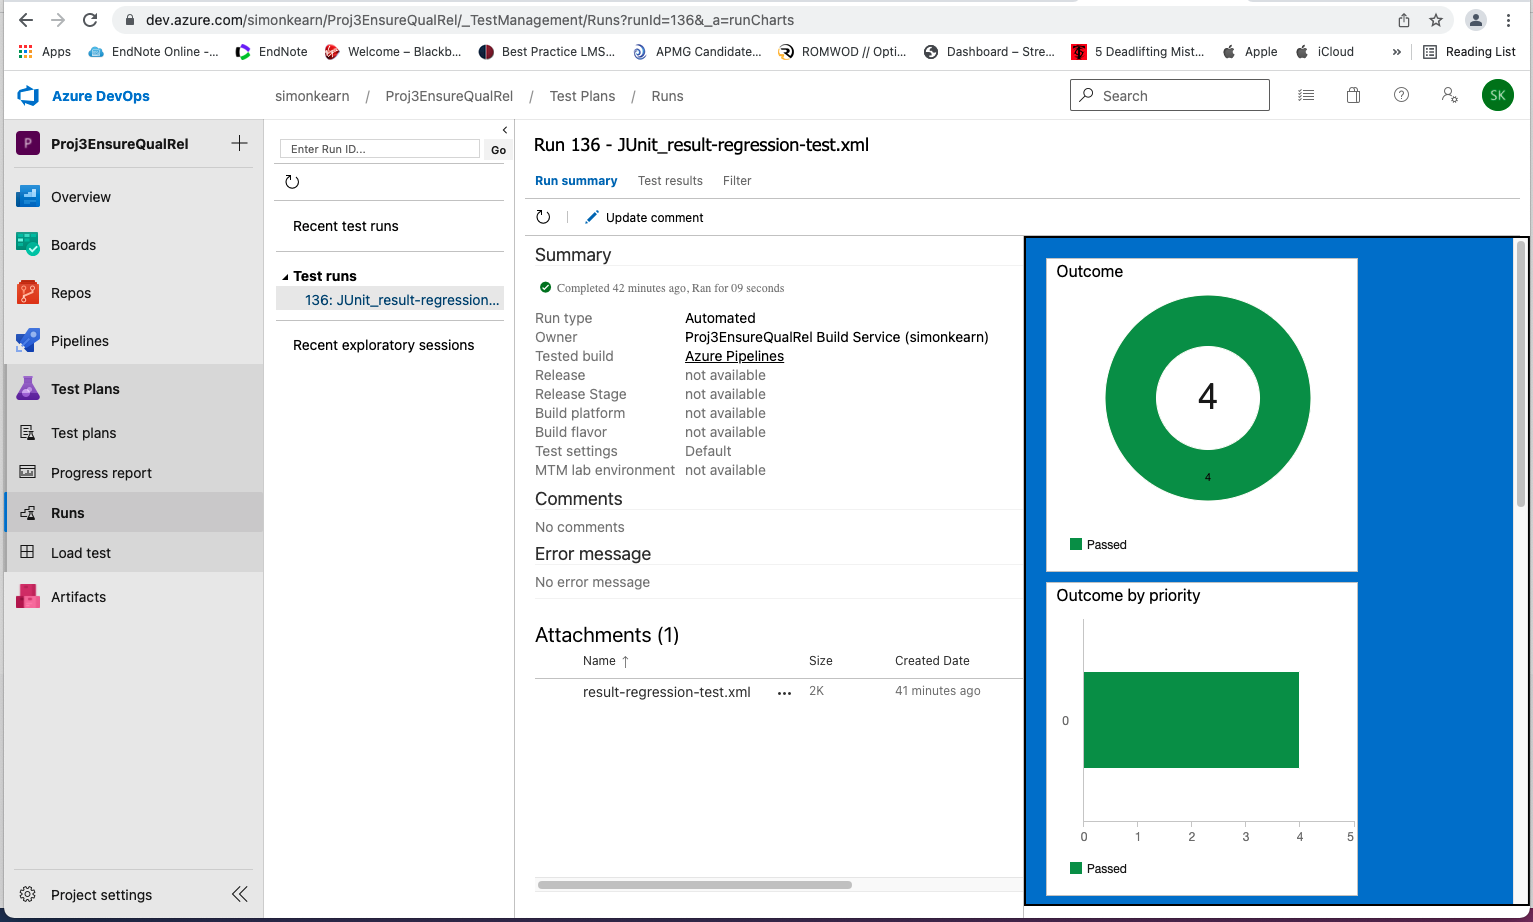 dev.azure.com/simonkearn/Proj3EnsureQualRel/_TestManagement/Runs?runId=136&_a=runCharts
Apps EndNote Online -... EndNote Welcome – Blackb... Best Practice LMS... APMG Candidate... ROMWOD // Opti... Dashboard – Stre... 5 Deadlifting Mist... Apple iCloud » Reading List
Azure DevOps simonkearn / Proj3EnsureQualRel / Test Plans / Runs Search SK
P Proj3EnsureQualRel
Overview
Boards
Repos
Pipelines
Test Plans
Test plans
Progress report
Runs
Load test
Artifacts
Project settings
Enter Run ID... Go
Recent test runs
Test runs
136: JUnit_result-regression...
Recent exploratory sessions
Run 136 - JUnit_result-regression-test.xml
Run summary Test results Filter
Update comment
Summary
Completed 42 minutes ago, Ran for 09 seconds
Run type Automated
Owner Proj3EnsureQualRel Build Service (simonkearn)
Tested build Azure Pipelines
Release not available
Release Stage not available
Build platform not available
Build flavor not available
Test settings Default
MTM lab environment not available
Comments
No comments
Error message
No error message
Attachments (1)
Name ↑ Size Created Date
result-regression-test.xml ... 2K 41 minutes ago
Outcome
4
4
Passed
Outcome by priority
0
0 1 2 3 4 5
Passed